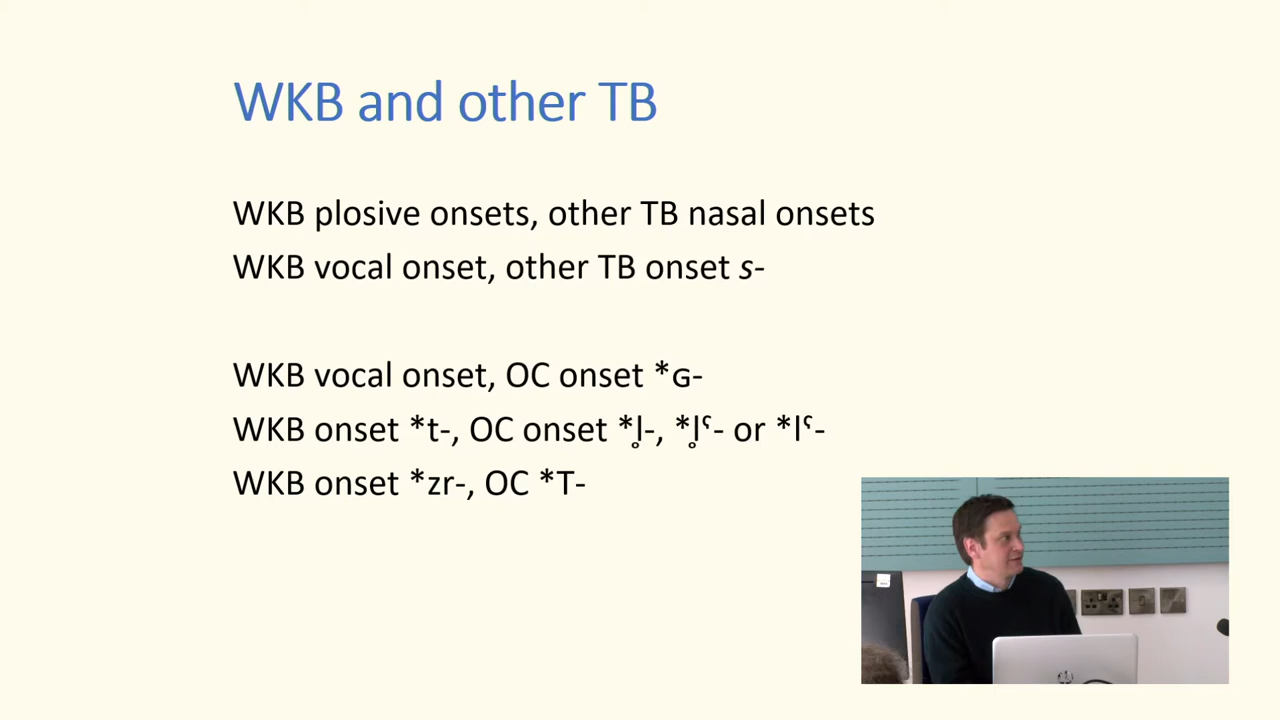 WKB and other TB
WKB plosive onsets, other TB nasal onsets
WKB vocal onset, other TB onset s-
WKB vocal onset, OC onset *ɢ-
WKB onset *t-, OC onset *l̥-, *l̥ˤ- or *lˤ-
WKB onset *zr-, OC *T-